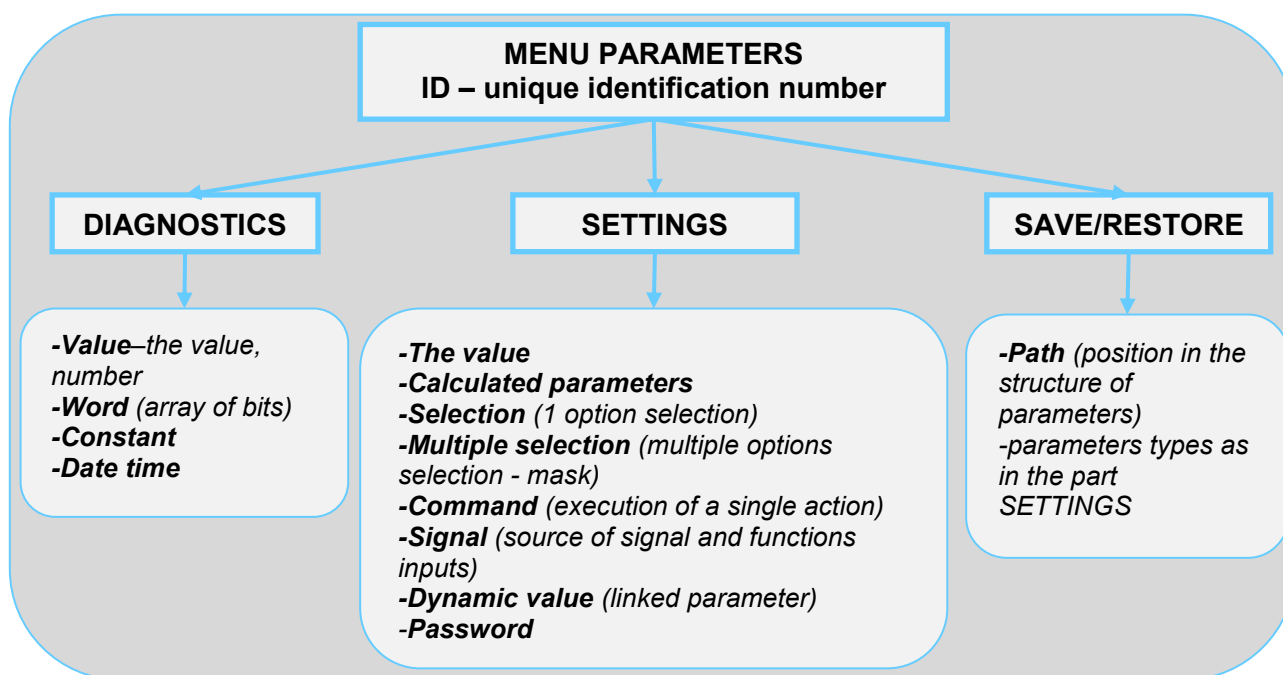 MENU PARAMETERS
ID – unique identification number
DIAGNOSTICS
SETTINGS
SAVE/RESTORE
-Value–the value,
number
-Word (array of bits)
-Constant
-Date time
-The value
-Calculated parameters
-Selection (1 option selection)
-Multiple selection (multiple options
selection - mask)
-Command (execution of a single action)
-Signal (source of signal and functions
inputs)
-Dynamic value (linked parameter)
-Password
-Path (position in the
structure of
parameters)
-parameters types as
in the part
SETTINGS